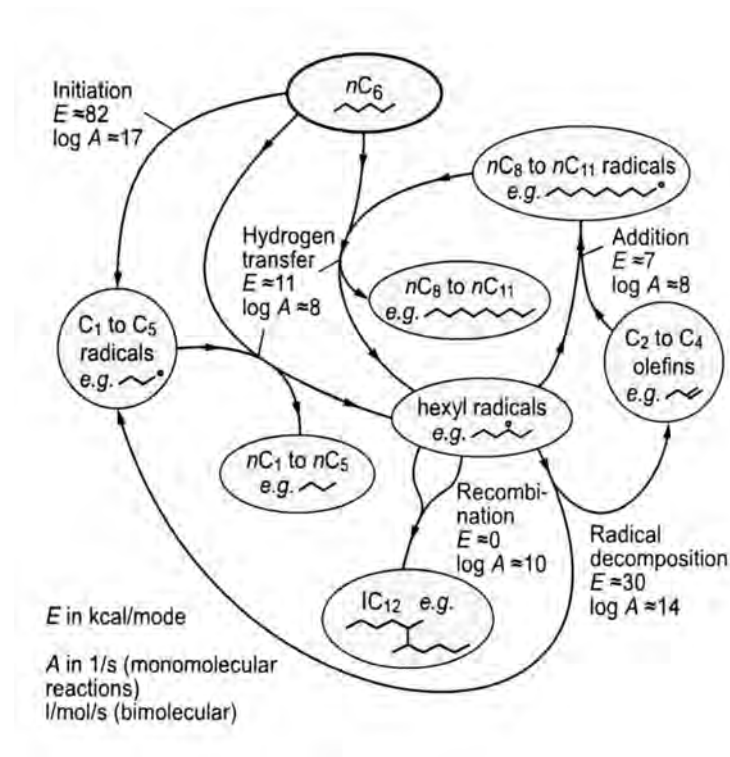 nC₆
Initiation
E ≈82
log A ≈17
nC₈ to nC₁₁ radicals
e.g.
Hydrogen
transfer
E ≈11
log A ≈8
Addition
E ≈7
log A ≈8
nC₈ to nC₁₁
e.g.
C₁ to C₅
radicals
e.g.
C₂ to C₄
olefins
e.g.
hexyl radicals
e.g.
nC₁ to nC₅
e.g.
Recombi-
nation
E ≈0
log A ≈10
Radical
decomposition
E ≈30
log A ≈14
IC₁₂ e.g.
E in kcal/mode
A in 1/s (monomolecular
reactions)
l/mol/s (bimolecular)